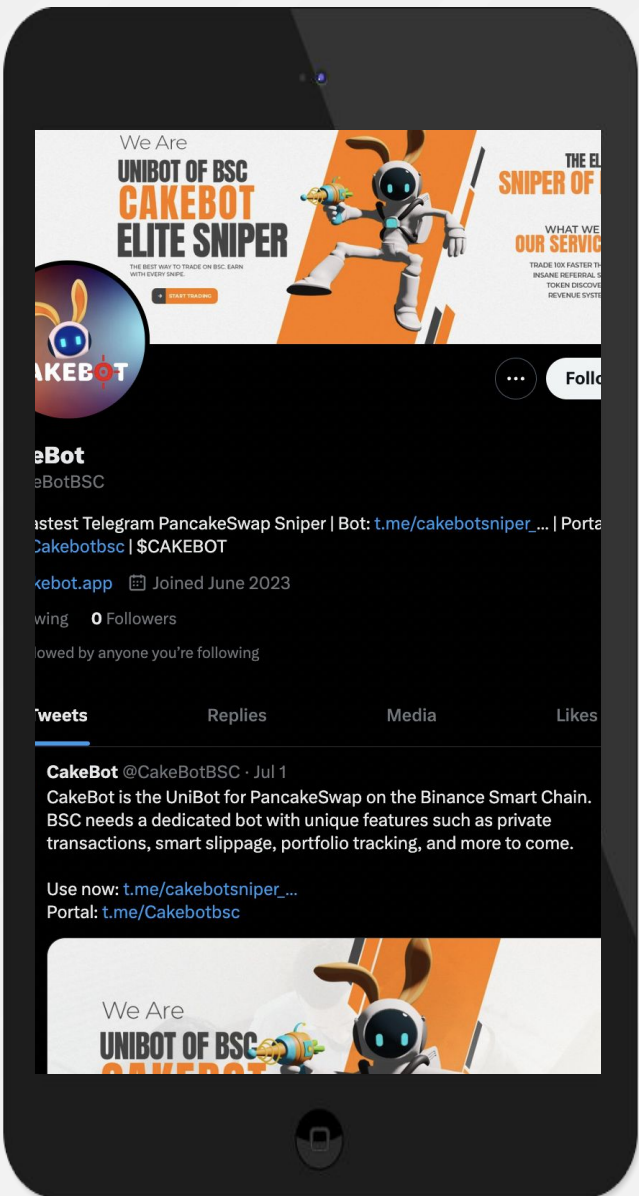 We Are
UNIBOT OF BSC
CAKEBOT
ELITE SNIPER
THE BEST WAY TO TRADE ON BSC. EARN
WITH EVERY SNIPE.
START TRADING
THE EL
SNIPER OF
WHAT WE
OUR SERVIC
TRADE 10X FASTER TH
INSANE REFERRAL S
TOKEN DISCOVE
REVENUE SYSTE
AKEBOT
Follo
eBot
eBotBSC
astest Telegram PancakeSwap Sniper | Bot: t.me/cakebotsniper_... | Porta
Cakebotbsc | $CAKEBOT
kebot.app Joined June 2023
wing 0 Followers
lowed by anyone you're following
Tweets Replies Media Likes
CakeBot @CakeBotBSC · Jul 1
CakeBot is the UniBot for PancakeSwap on the Binance Smart Chain.
BSC needs a dedicated bot with unique features such as private
transactions, smart slippage, portfolio tracking, and more to come.
Use now: t.me/cakebotsniper_...
Portal: t.me/Cakebotbsc
We Are
UNIBOT OF BSC
CAKEBOT